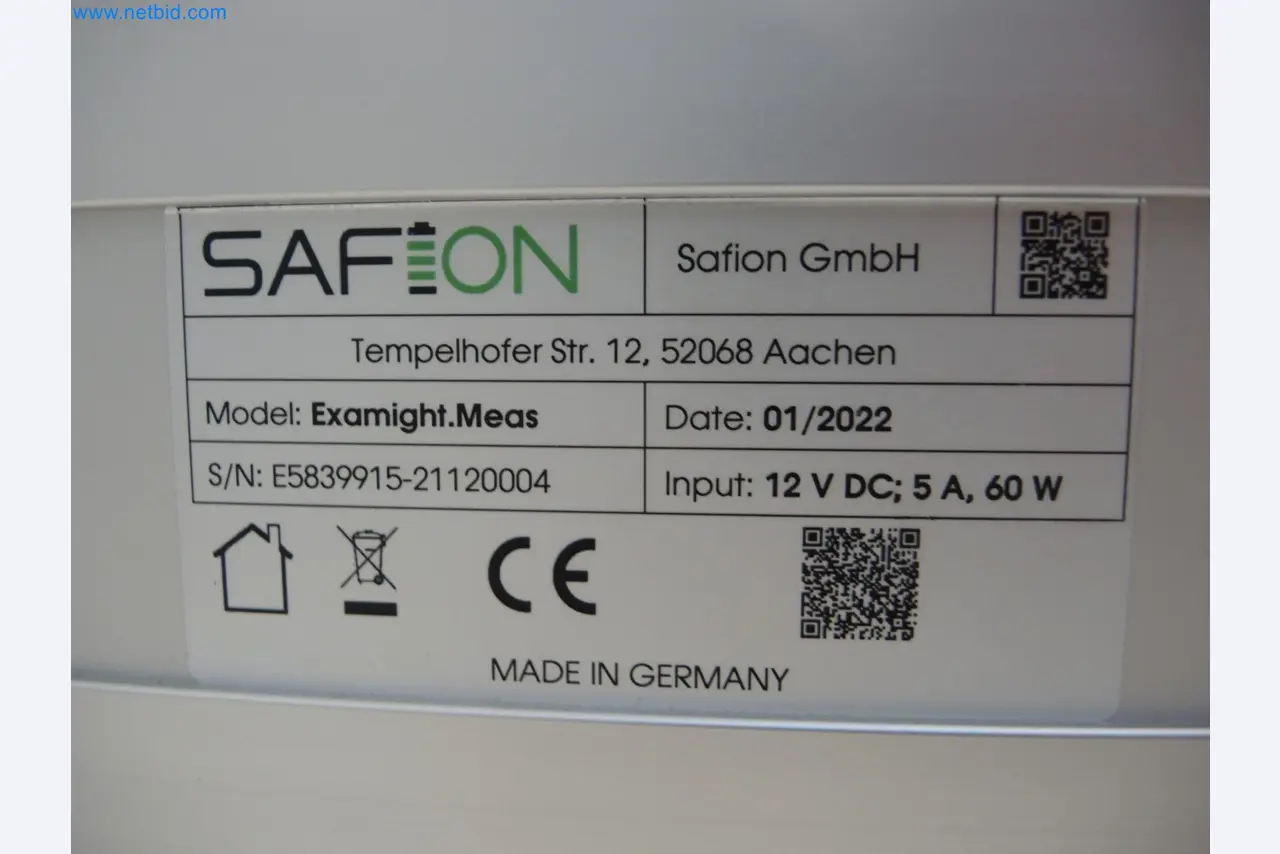 www.netbid.com
SAFION
Safion GmbH
Tempelhofer Str. 12, 52068 Aachen
Model: Examight.Meas
Date: 01/2022
S/N: E5839915-21120004
Input: 12 V DC; 5 A, 60 W
CE
MADE IN GERMANY